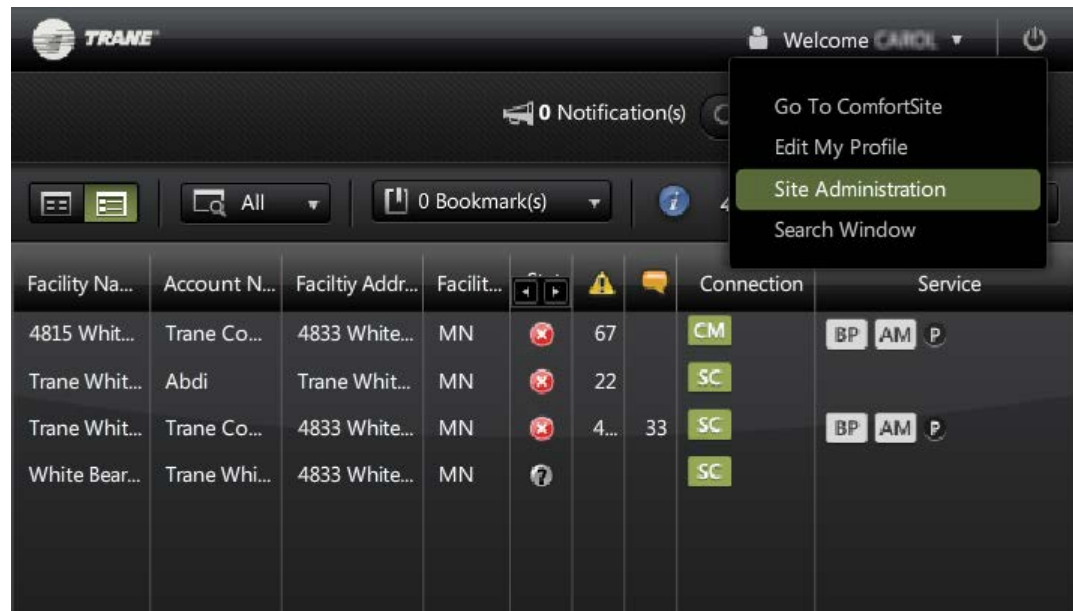 TRANE
Welcome
0 Notification(s)
Go To ComfortSite
Edit My Profile
Site Administration
Search Window
All
0 Bookmark(s)
i
4
Facility Na... Account N... Faciltiy Addr... Facilit... Connection Service
4815 Whit... Trane Co... 4833 White... MN 67 CM BP AM P
Trane Whit... Abdi Trane Whit... MN 22 SC
Trane Whit... Trane Co... 4833 White... MN 4... 33 SC BP AM P
White Bear... Trane Whi... 4833 White... MN ? SC